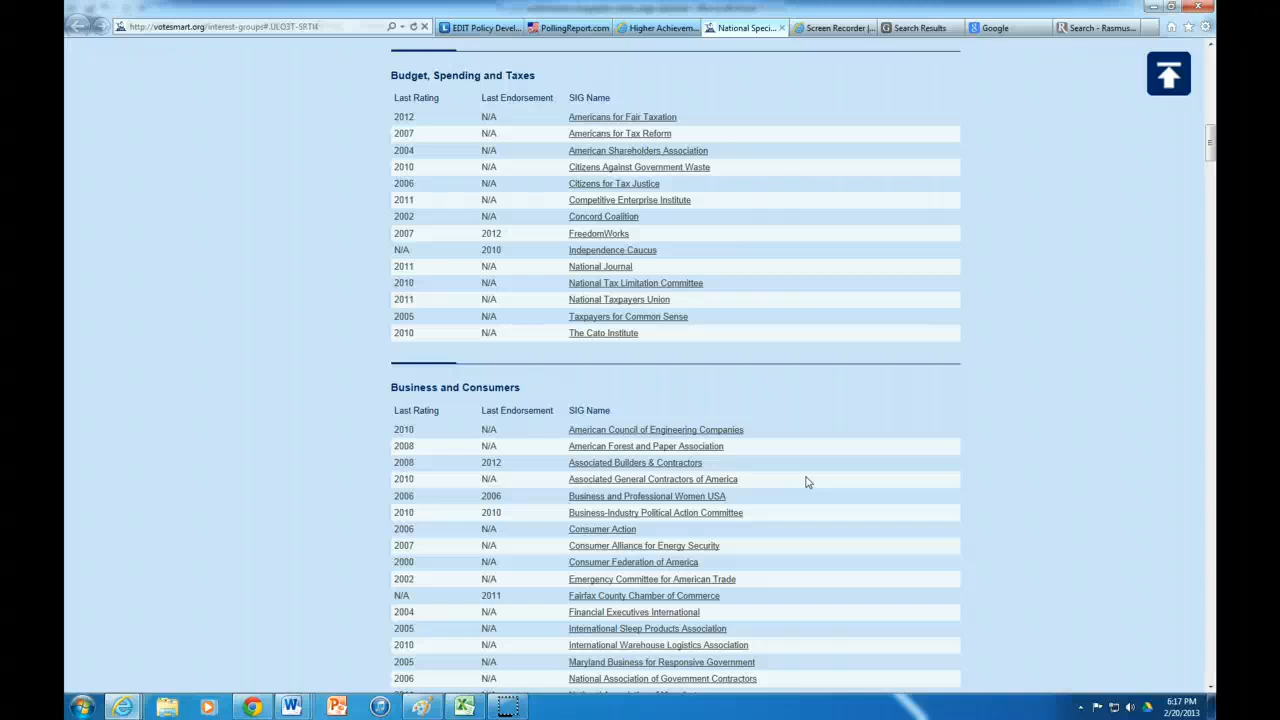 http://votesmart.org/interest-groups#.ULO3T-SRTI4
EDIT Policy Devel...
PollingReport.com
Higher Achievem...
National Speci...
Screen Recorder |...
Search Results
Google
Search - Rasmus...
Budget, Spending and Taxes
Last Rating Last Endorsement SIG Name
2012 N/A Americans for Fair Taxation
2007 N/A Americans for Tax Reform
2004 N/A American Shareholders Association
2010 N/A Citizens Against Government Waste
2006 N/A Citizens for Tax Justice
2011 N/A Competitive Enterprise Institute
2002 N/A Concord Coalition
2007 2012 FreedomWorks
N/A 2010 Independence Caucus
2011 N/A National Journal
2010 N/A National Tax Limitation Committee
2011 N/A National Taxpayers Union
2005 N/A Taxpayers for Common Sense
2010 N/A The Cato Institute
Business and Consumers
Last Rating Last Endorsement SIG Name
2010 N/A American Council of Engineering Companies
2008 N/A American Forest and Paper Association
2008 2012 Associated Builders & Contractors
2010 N/A Associated General Contractors of America
2006 2006 Business and Professional Women USA
2010 2010 Business-Industry Political Action Committee
2006 N/A Consumer Action
2007 N/A Consumer Alliance for Energy Security
2000 N/A Consumer Federation of America
2002 N/A Emergency Committee for American Trade
N/A 2011 Fairfax County Chamber of Commerce
2004 N/A Financial Executives International
2005 N/A International Sleep Products Association
2010 N/A International Warehouse Logistics Association
2005 N/A Maryland Business for Responsive Government
2006 N/A National Association of Government Contractors
6:17 PM
2/20/2013